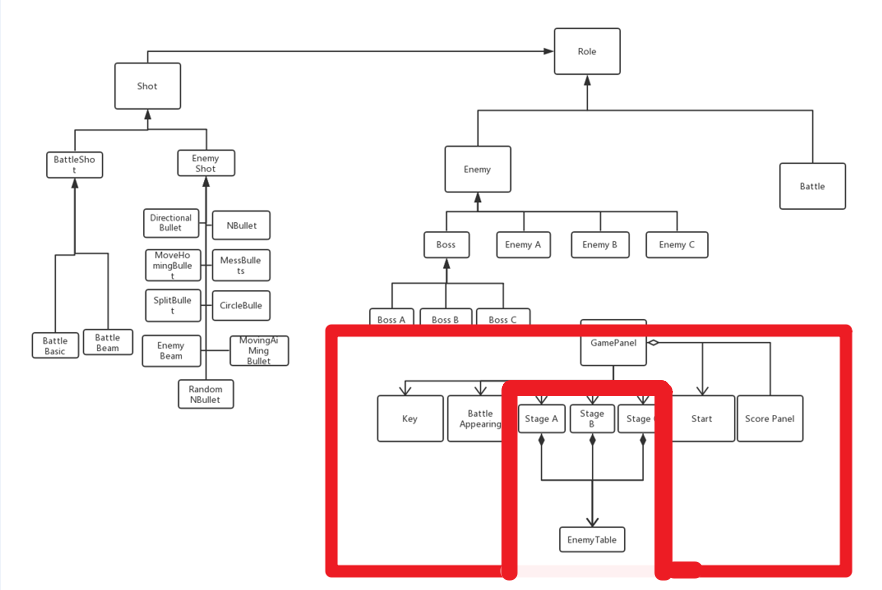 Role
Shot
BattleSho
t
Enemy
Shot
Enemy
Battle
Directional
Bullet
NBullet
Boss
Enemy A
Enemy B
Enemy C
MoveHo
mingBulle
t
MessBulle
ts
SplitBulle
t
CircleBulle
Boss A
Boss B
Boss C
Battle
Basic
Battle
Beam
Enemy
Beam
MovingAi
Ming
Bullet
GamePanel
Random
NBullet
Key
Battle
Appearing
Stage A
Stage
B
Stage
Start
Score Panel
EnemyTable